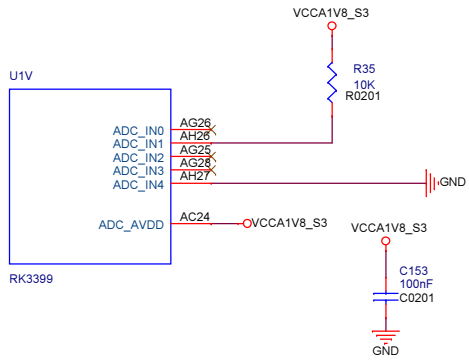 VCCA1V8_S3
U1V
R35
10K
R0201
ADC_IN0 AG26
ADC_IN1 AH26
ADC_IN2 AG25
ADC_IN3 AG28
ADC_IN4 AH27
GND
ADC_AVDD AC24 VCCA1V8_S3
VCCA1V8_S3
RK3399
C153
100nF
C0201
GND